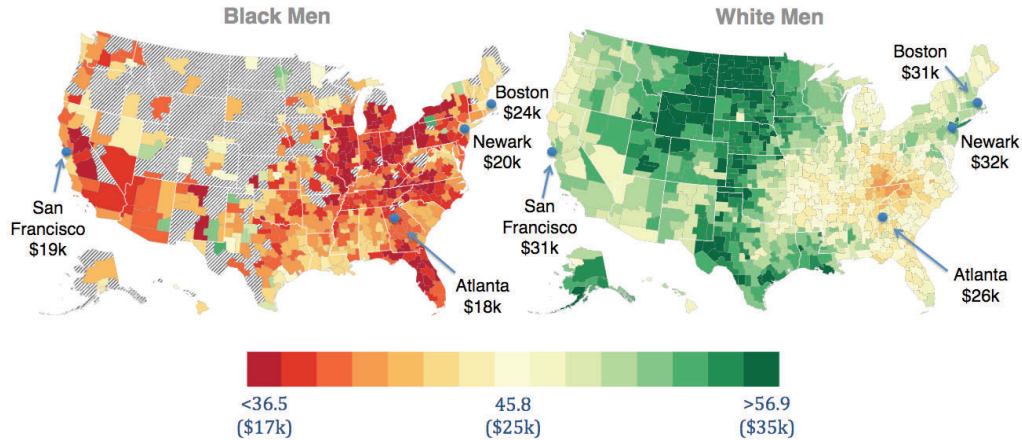 Black Men
White Men
Boston
$24k
Newark
$20k
San
Francisco
$19k
Atlanta
$18k
Boston
$31k
Newark
$32k
San
Francisco
$31k
Atlanta
$26k
<36.5
($17k)
45.8
($25k)
>56.9
($35k)